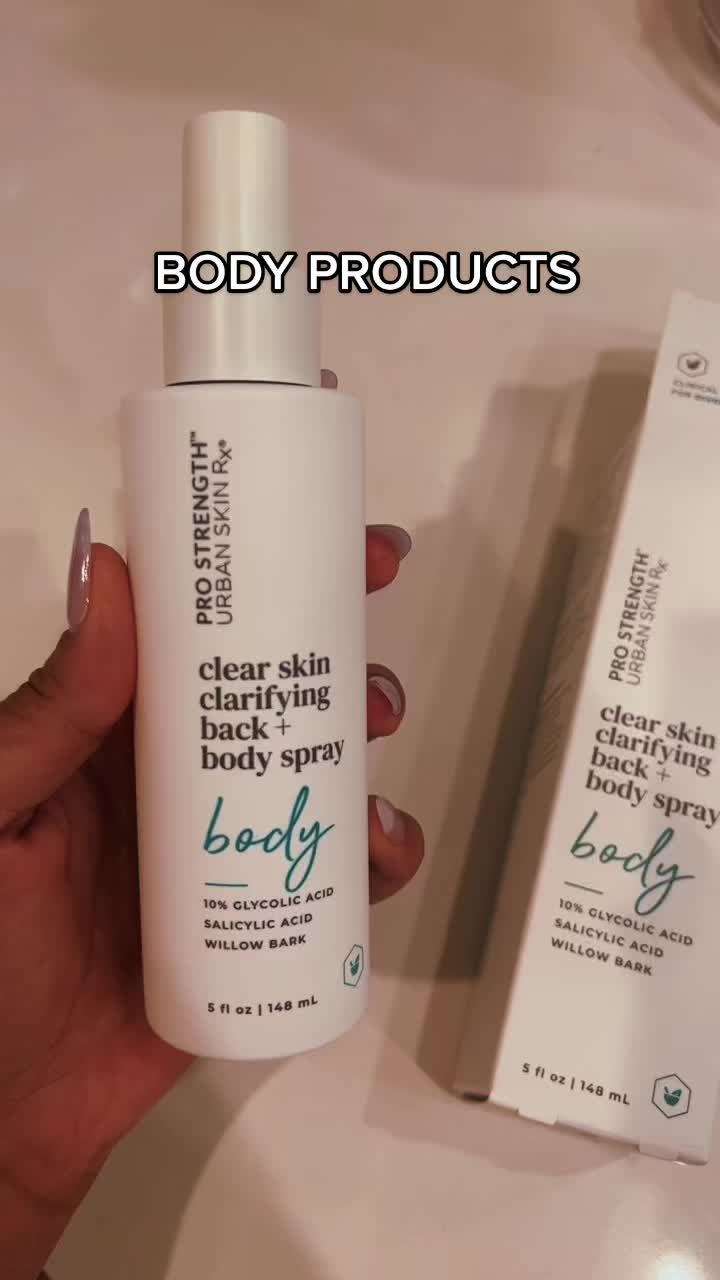 BODY PRODUCTS
PRO STRENGTH™
URBAN SKIN Rx®
clear skin
clarifying
back +
body spray
body
10% GLYCOLIC ACID
SALICYLIC ACID
WILLOW BARK
5 fl oz | 148 mL
CLINICAL
FOR
PRO STRENGTH™
URBAN SKIN Rx
clear skin
clarifying
back +
body spray
body
10% GLYCOLIC ACID
SALICYLIC ACID
WILLOW BARK
5 fl oz | 148 mL